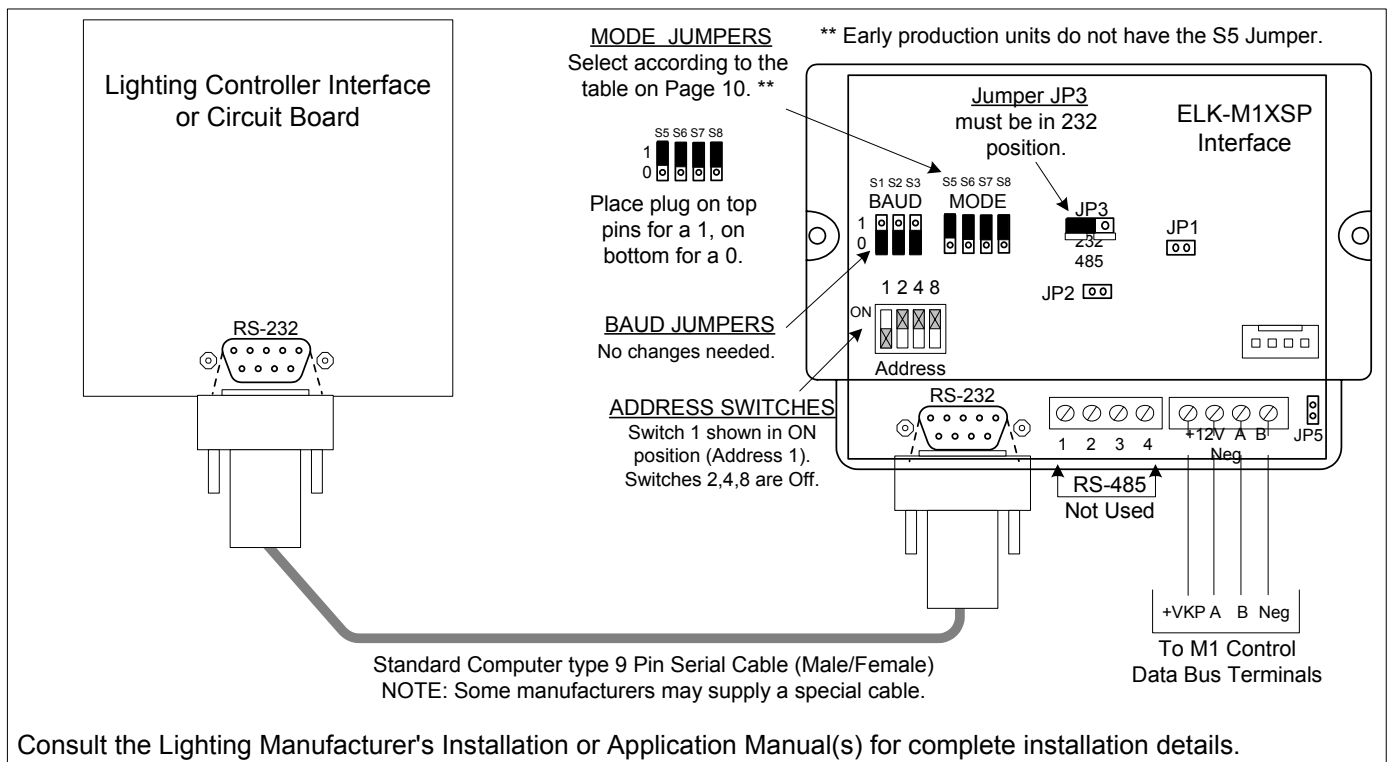 Lighting Controller Interface
or Circuit Board
RS-232
MODE JUMPERS
Select according to the
table on Page 10. **
S5 S6 S7 S8
1
0
Place plug on top
pins for a 1, on
bottom for a 0.
BAUD JUMPERS
No changes needed.
ADDRESS SWITCHES
Switch 1 shown in ON
position (Address 1).
Switches 2,4,8 are Off.
** Early production units do not have the S5 Jumper.
Jumper JP3
must be in 232
position.
ELK-M1XSP
Interface
S1 S2 S3
BAUD
1
0
S5 S6 S7 S8
MODE
JP3
232
485
JP1
JP2
1 2 4 8
ON
Address
RS-232
1 2 3 4
RS-485
Not Used
+12V A B
Neg
JP5
+VKP A B Neg
To M1 Control
Data Bus Terminals
Standard Computer type 9 Pin Serial Cable (Male/Female)
NOTE: Some manufacturers may supply a special cable.
Consult the Lighting Manufacturer's Installation or Application Manual(s) for complete installation details.